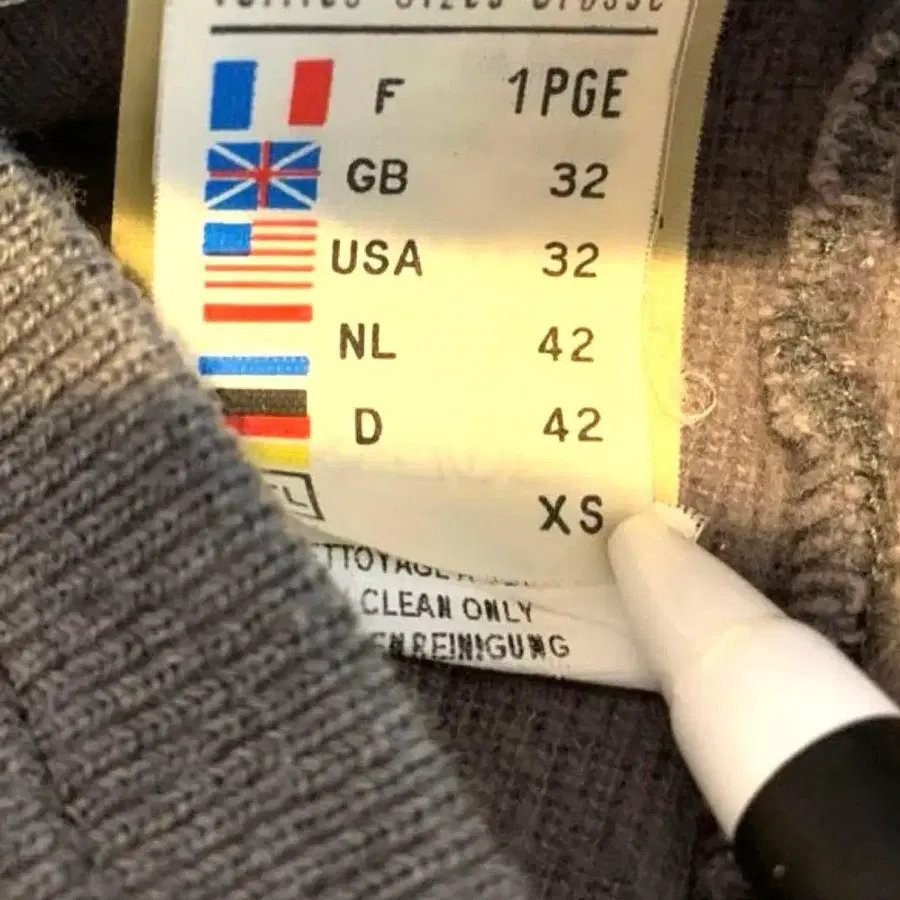 F 1PGE
GB 32
USA 32
NL 42
D 42
XS
CLEAN ONLY